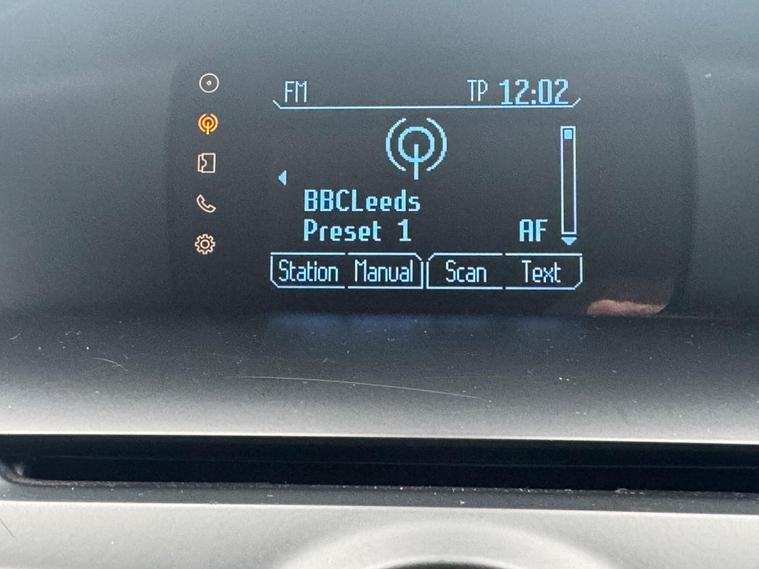 FM TP 12:02
BBCLeeds
Preset 1 AF
Station Manual Scan Text